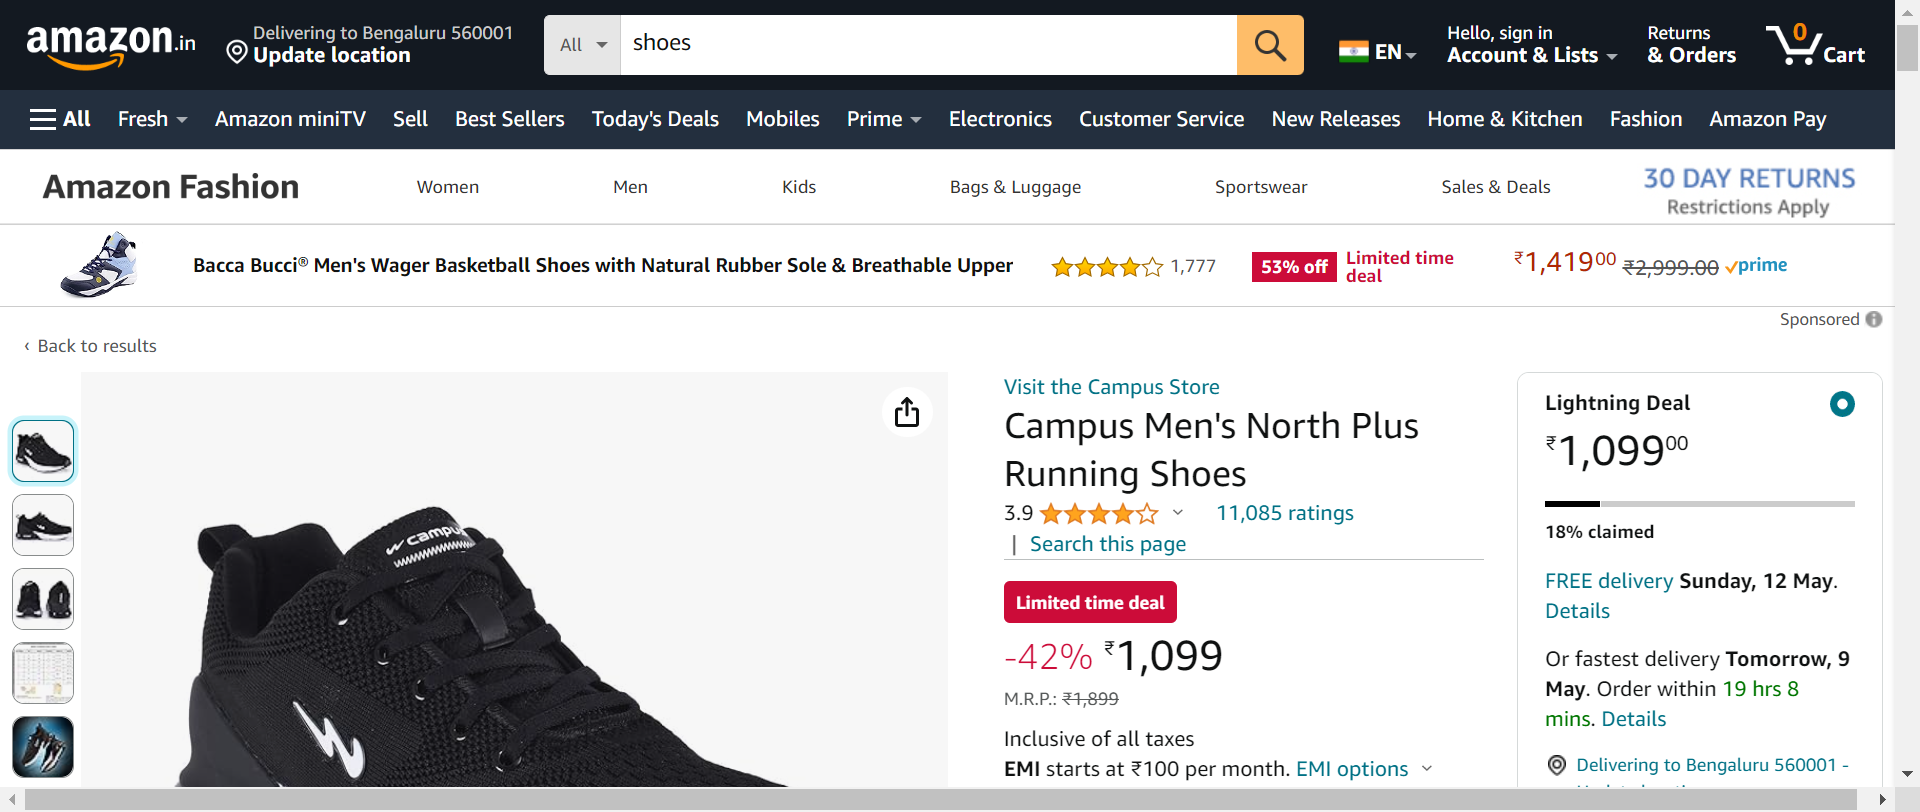 amazon.in
Delivering to Bengaluru 560001
Update location
All
shoes
EN
Hello, sign in
Account & Lists
Returns
& Orders
0
Cart
All Fresh Amazon miniTV Sell Best Sellers Today's Deals Mobiles Prime Electronics Customer Service New Releases Home & Kitchen Fashion Amazon Pay
Amazon Fashion Women Men Kids Bags & Luggage Sportswear Sales & Deals
30 DAY RETURNS
Restrictions Apply
Bacca Bucci® Men's Wager Basketball Shoes with Natural Rubber Sole & Breathable Upper 1,777 53% off
Limited time
deal
₹1,41900 ₹2,999.00 prime
Sponsored
‹ Back to results
campus
Visit the Campus Store
Campus Men's North Plus
Running Shoes
3.9 11,085 ratings
| Search this page
Limited time deal
-42% ₹1,099
M.R.P.: ₹1,899
Inclusive of all taxes
EMI starts at ₹100 per month. EMI options
Lightning Deal
₹1,09900
18% claimed
FREE delivery Sunday, 12 May.
Details
Or fastest delivery Tomorrow, 9
May. Order within 19 hrs 8
mins. Details
Delivering to Bengaluru 560001 -